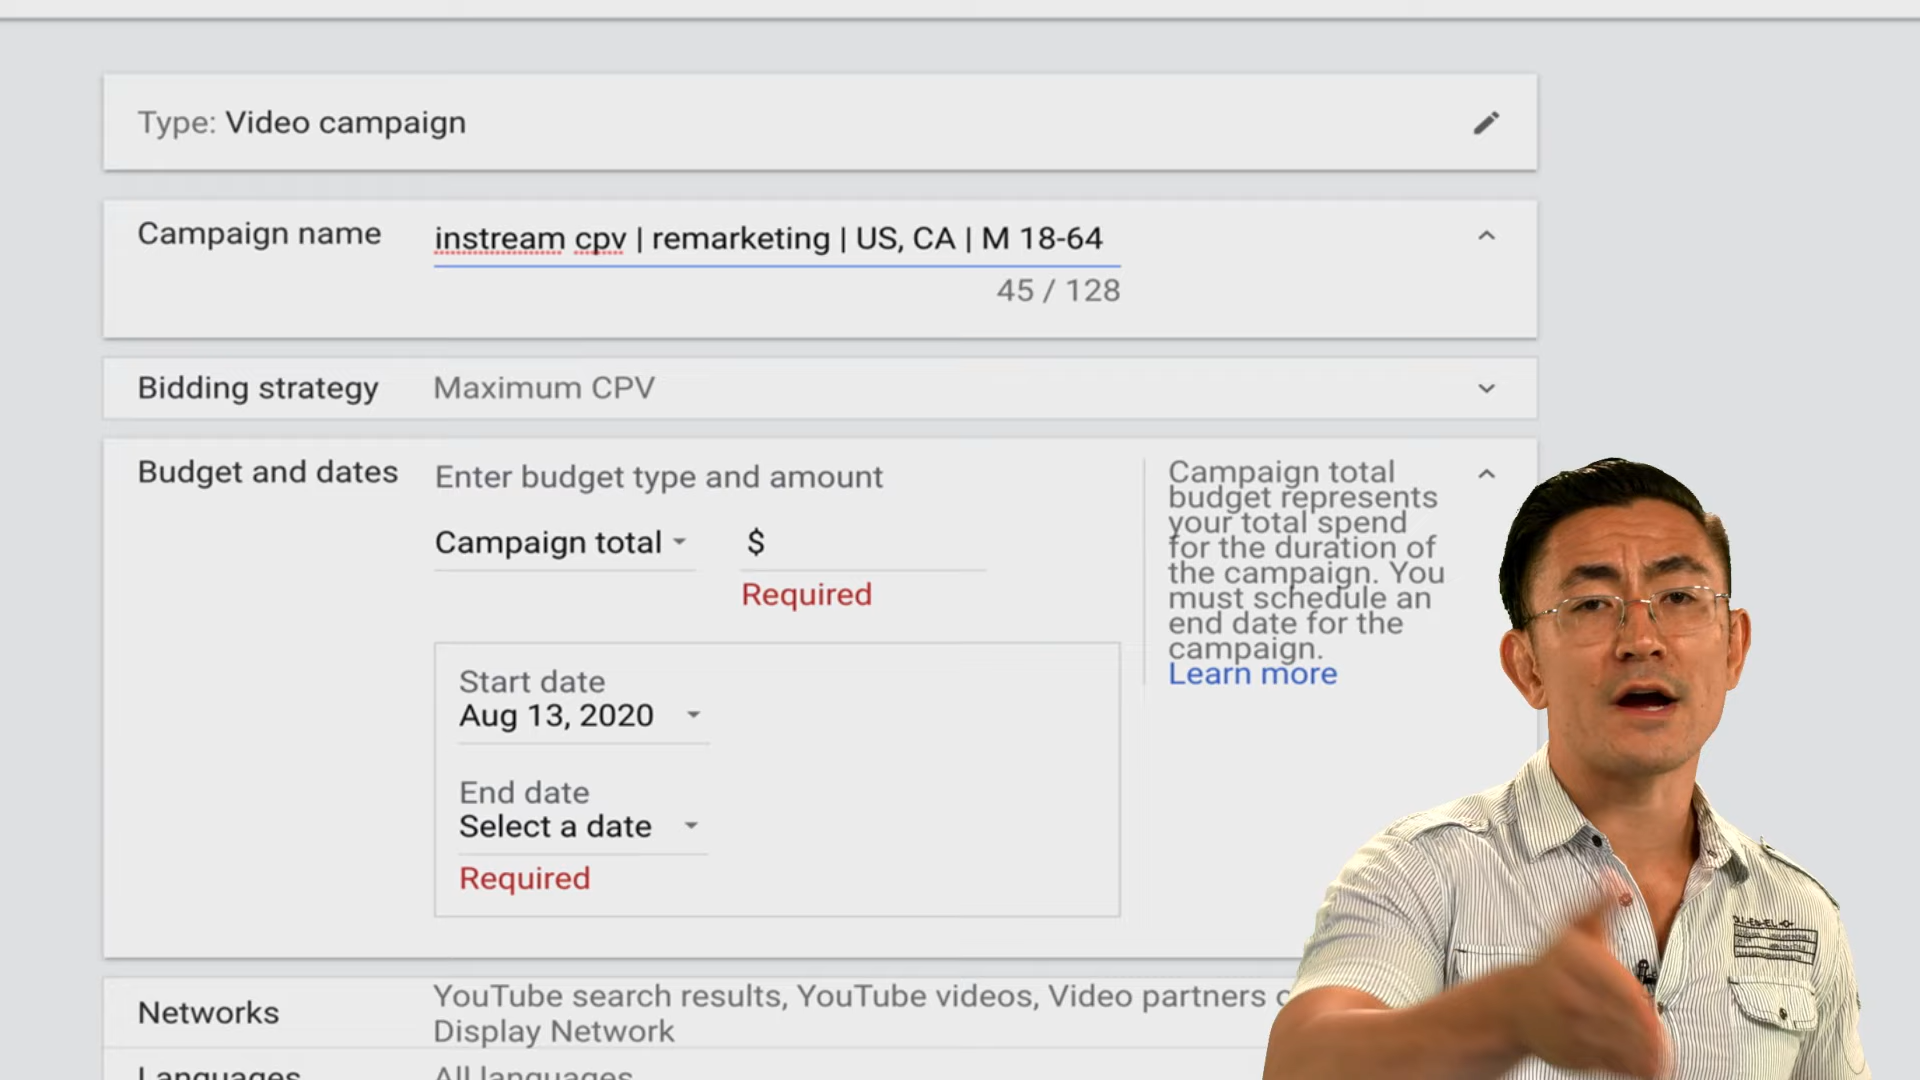 Type: Video campaign
Campaign name
instream cpv | remarketing | US, CA | M 18-64
45 / 128
Bidding strategy
Maximum CPV
Budget and dates
Enter budget type and amount
Campaign total
$
Required
Campaign total
budget represents
your total spend
for the duration of
the campaign. You
must schedule an
end date for the
campaign.
Learn more
Start date
Aug 13, 2020
End date
Select a date
Required
Networks
YouTube search results, YouTube videos, Video partners
Display Network
Languages
All languages